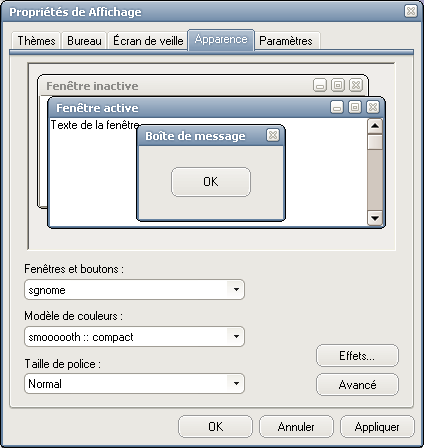 Propriétés de Affichage
Thèmes Bureau Écran de veille Apparence Paramètres
Fenêtre inactive
Fenêtre active
Texte de la fenêtre
Boîte de message
OK
Fenêtres et boutons :
sgnome
Modèle de couleurs :
smoooooth :: compact
Taille de police :
Normal
Effets...
Avancé
OK Annuler Appliquer